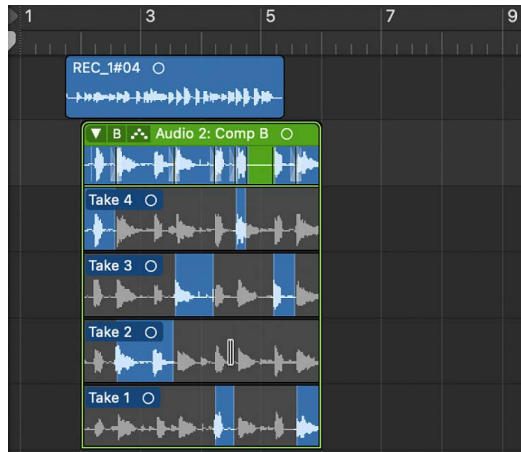 1 3 5 7 9
REC_1#04
B Audio 2: Comp B
Take 4
Take 3
Take 2
Take 1